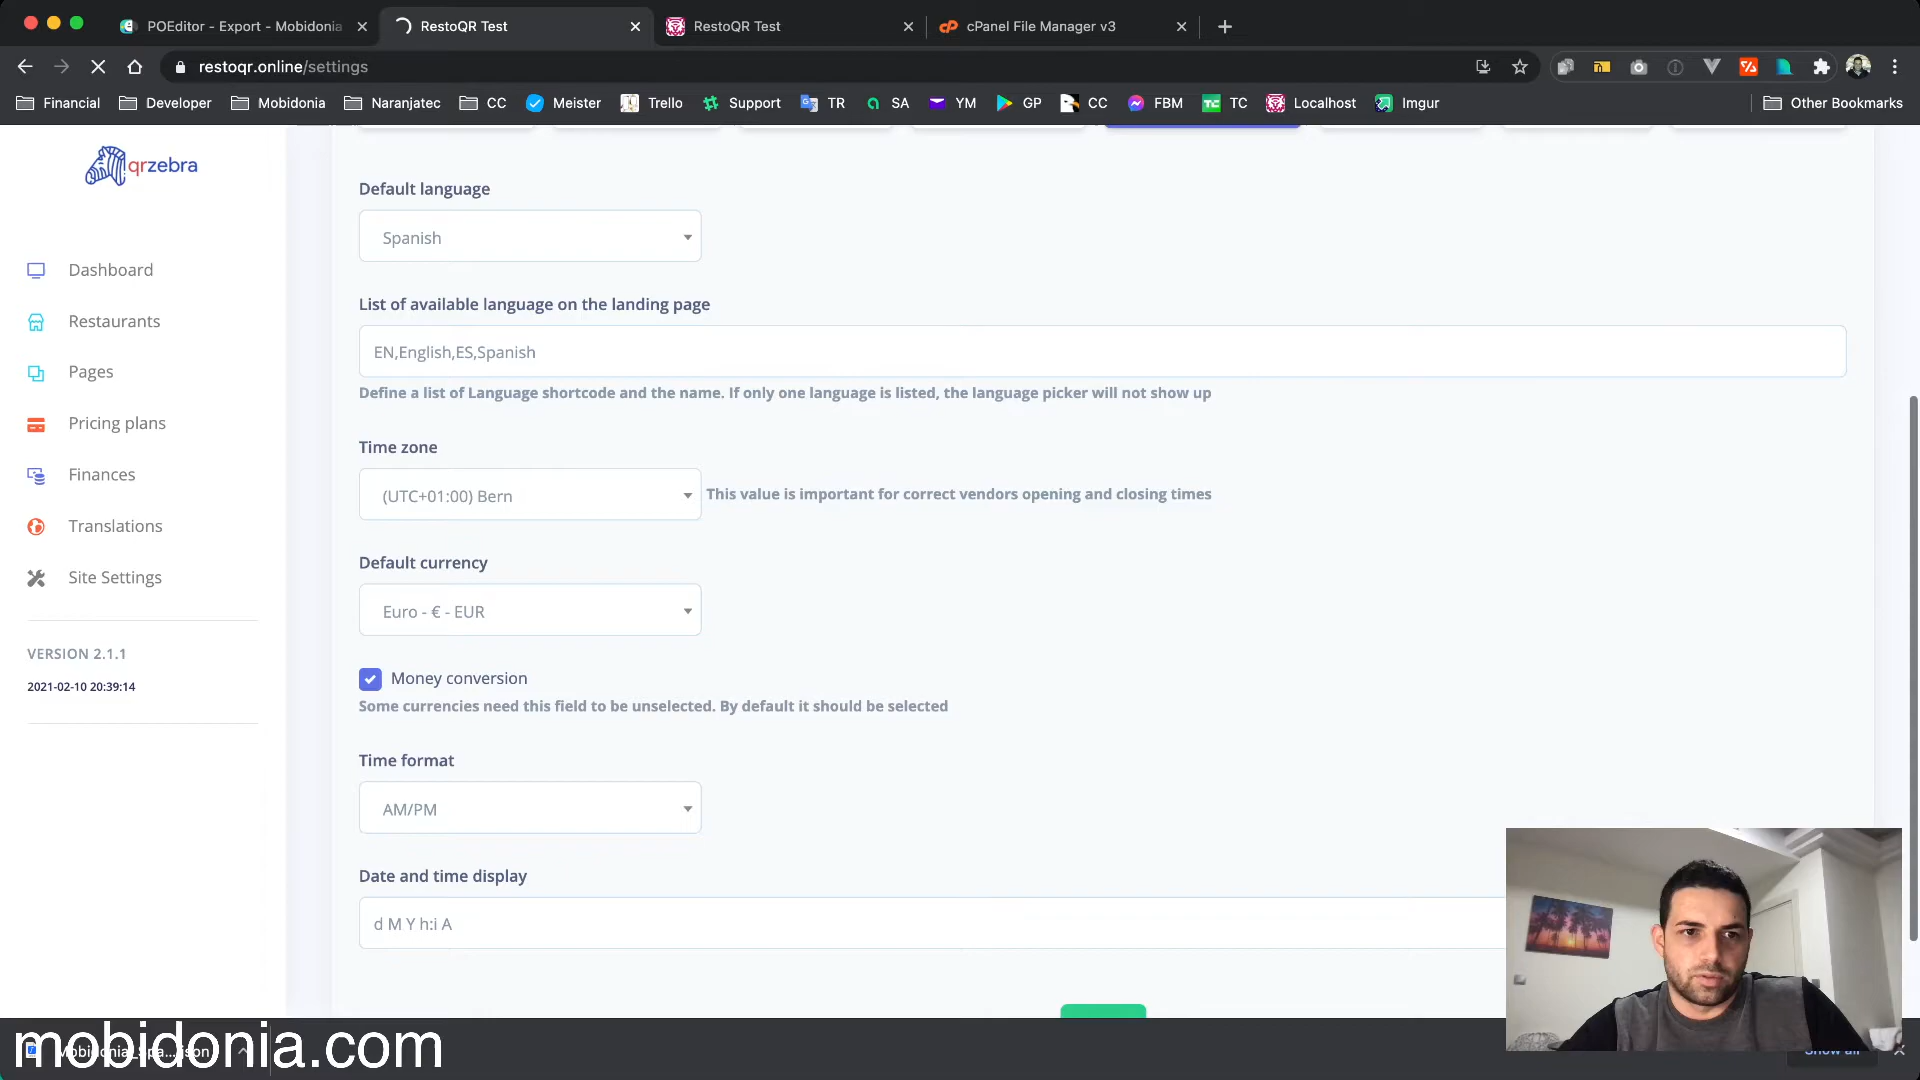 POEditor - Export - Mobidonia
RestoQR Test
RestoQR Test
cPanel File Manager v3
restoqr.online/settings
Financial
Developer
Mobidonia
Naranjatec
CC
Meister
Trello
Support
TR
SA
YM
GP
CC
FBM
TC
Localhost
Imgur
Other Bookmarks
qrzebra
Dashboard
Restaurants
Pages
Pricing plans
Finances
Translations
Site Settings
VERSION 2.1.1
2021-02-10 20:39:14
Default language
Spanish
List of available language on the landing page
EN,English,ES,Spanish
Define a list of Language shortcode and the name. If only one language is listed, the language picker will not show up
Time zone
(UTC+01:00) Bern
This value is important for correct vendors opening and closing times
Default currency
Euro - € - EUR
Money conversion
Some currencies need this field to be unselected. By default it should be selected
Time format
AM/PM
Date and time display
d M Y h:i A
mobidonia.com
Mobidonia_Spa....json
Show all